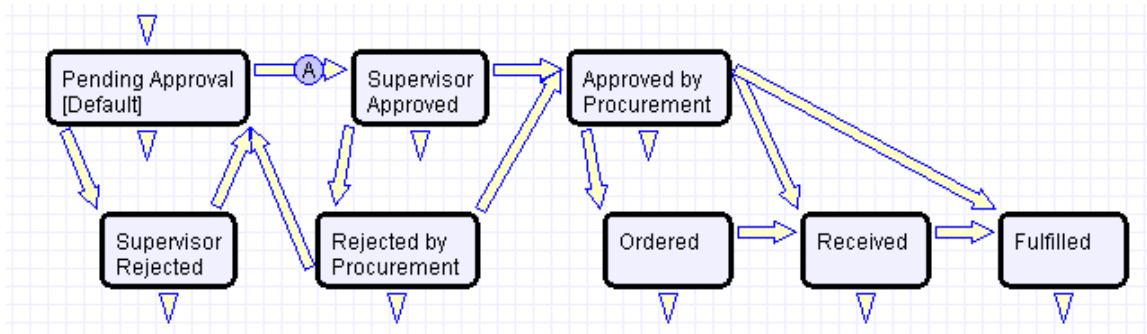 Pending Approval
[Default]
A
Supervisor
Approved
Approved by
Procurement
Supervisor
Rejected
Rejected by
Procurement
Ordered
Received
Fulfilled